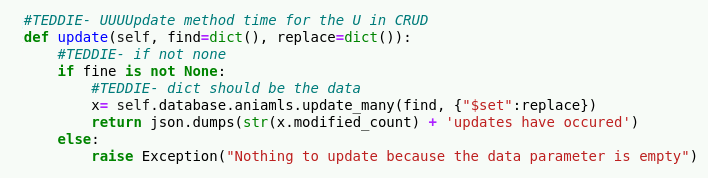 #TEDDIE- UUUUpdate method time for the U in CRUD
def update(self, find=dict(), replace=dict()):
    #TEDDIE- if not none
    if fine is not None:
        #TEDDIE- dict should be the data
        x= self.database.aniamls.update_many(find, {"$set":replace})
        return json.dumps(str(x.modified_count) + 'updates have occured')
    else:
        raise Exception("Nothing to update because the data parameter is empty")